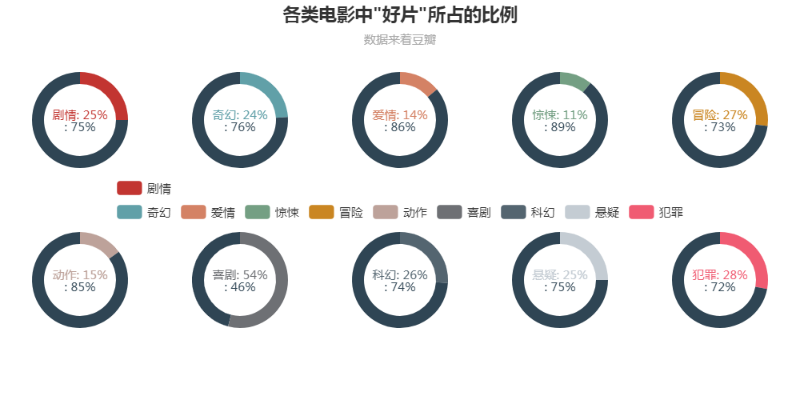 各类电影中"好片"所占的比例
数据来着豆瓣
剧情: 25%
: 75%
奇幻: 24%
: 76%
爱情: 14%
: 86%
惊悚: 11%
: 89%
冒险: 27%
: 73%
剧情
奇幻 爱情 惊悚 冒险 动作 喜剧 科幻 悬疑 犯罪
动作: 15%
: 85%
喜剧: 54%
: 46%
科幻: 26%
: 74%
悬疑: 25%
: 75%
犯罪: 28%
: 72%